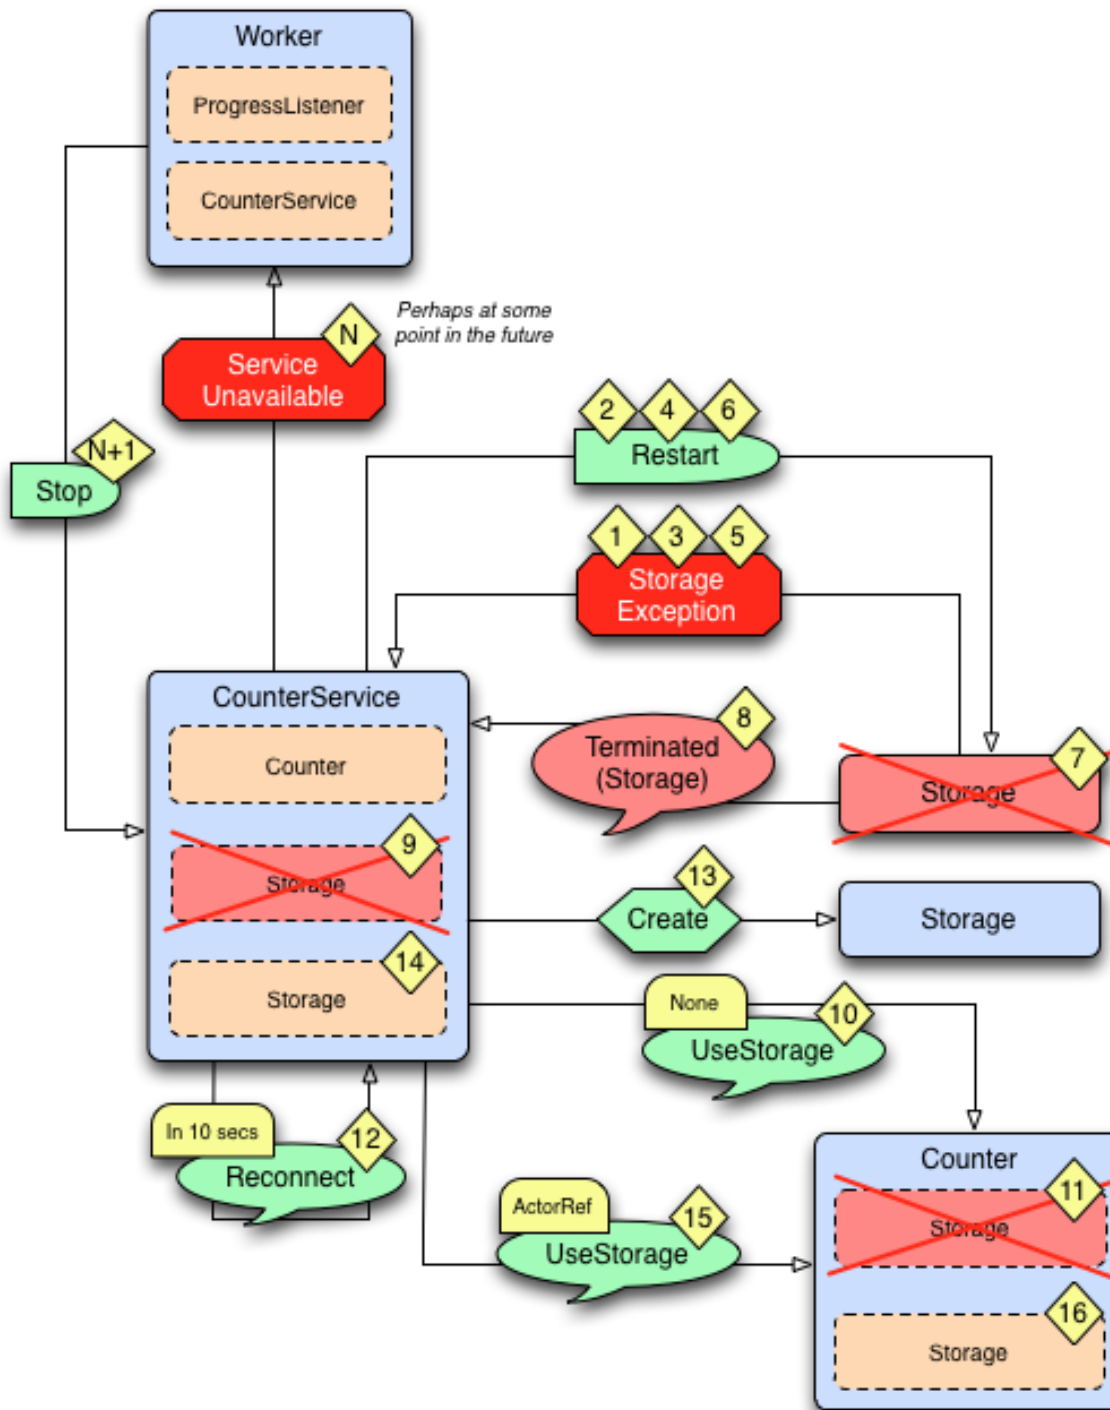 Worker
ProgressListener
CounterService
N
Perhaps at some
point in the future
Service
Unavailable
N+1
Stop
2
4
6
Restart
1
3
5
Storage
Exception
CounterService
Counter
9
Storage
14
Storage
8
Terminated
(Storage)
7
Storage
13
Create
Storage
None
10
UseStorage
In 10 secs
12
Reconnect
ActorRef
15
UseStorage
Counter
11
Storage
16
Storage